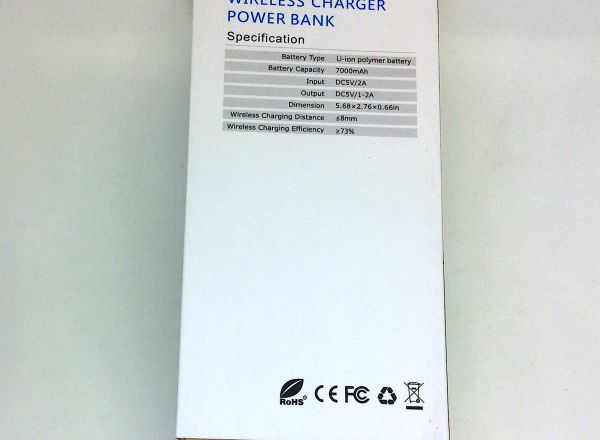 WIRELESS CHARGER
POWER BANK
Specification
Battery Type Li-ion polymer battery
Battery Capacity 7000mAh
Input DC5V/2A
Output DC5V/1-2A
Dimension 5.68×2.76×0.66in
Wireless Charging Distance ≤8mm
Wireless Charging Efficiency ≥73%
RoHS CE FC